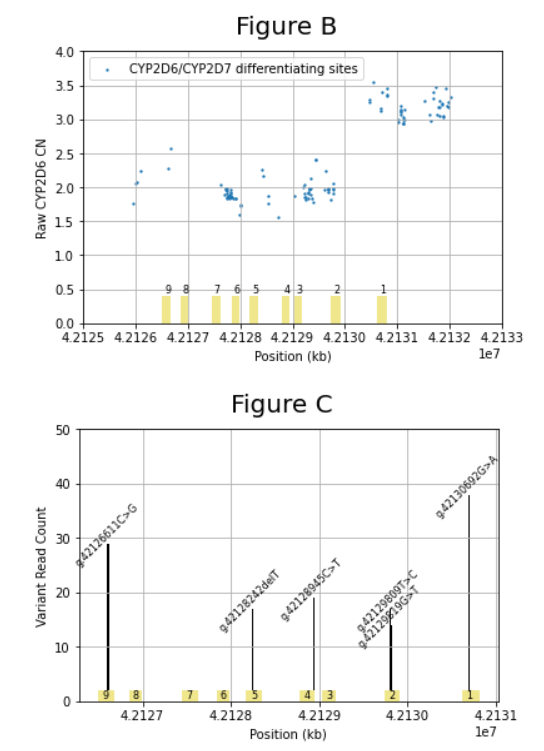 Figure B
4.0
3.5
3.0
2.5
2.0
1.5
1.0
0.5
0.0
Raw CYP2D6 CN
CYP2D6/CYP2D7 differentiating sites
9 8 7 6 5 4 3 2 1
4.2125 4.2126 4.2127 4.2128 4.2129 4.2130 4.2131 4.2132 4.2133
Position (kb)
1e7
Figure C
50
40
30
20
10
0
Variant Read Count
g.42126611C>G
g.42128242delT
g.42128945C>T
g.42129809T>C
g.42129819G>T
g.42130692G>A
9 8 7 6 5 4 3 2 1
4.2127 4.2128 4.2129 4.2130 4.2131
Position (kb)
1e7